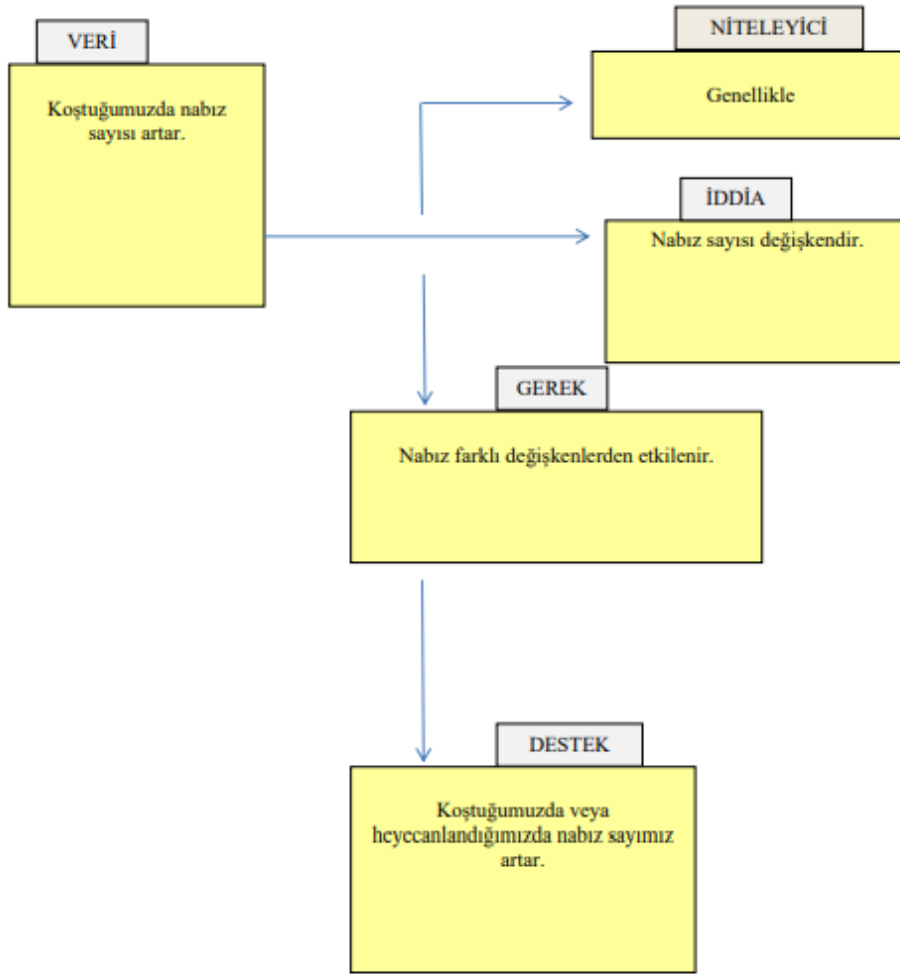 VERİ
Koştuğumuzda nabız
sayısı artar.
NİTELEYİCİ
Genellikle
İDDİA
Nabız sayısı değişkendir.
GEREK
Nabız farklı değişkenlerden etkilenir.
DESTEK
Koştuğumuzda veya
heyecanlandığımızda nabız sayımız
artar.